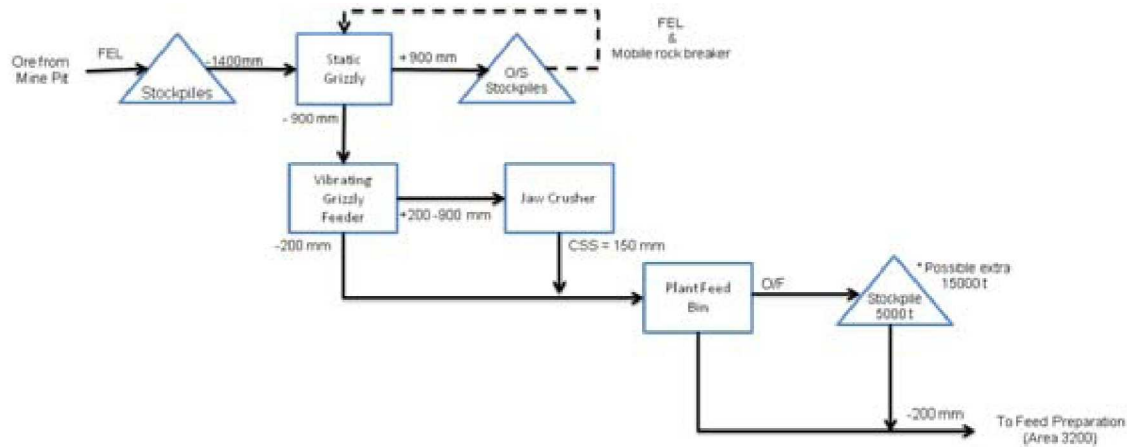 FEL
&
Mobile rock breaker
Ore from
Mine Pit
FEL
Stockpiles
-1400mm
Static
Grizzly
+900 mm
O/S
Stockpiles
- 900 mm
Vibrating
Grizzly
Feeder
+200 -900 mm
Jaw Crusher
-200 mm
CSS = 150 mm
Plant Feed
Bin
O/F
Stockpile
5000 t
* Possible extra
15000 t
-200 mm
To Feed Preparation
(Area 3200)